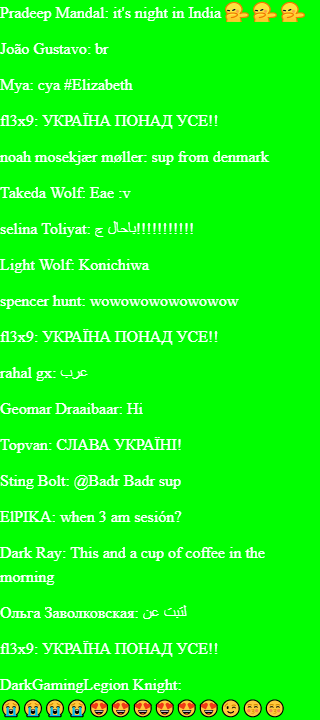 Pradeep Mandal: it's night in India 🤦 🤦 🤦
João Gustavo: br
Mya: cya #Elizabeth
fl3x9: УКРАЇНА ПОНАД УСЕ!!
noah mosekjær møller: sup from denmark
Takeda Wolf: Eae :v
selina Toliyat: باحال چ!!!!!!!!!!!!
Light Wolf: Konichiwa
spencer hunt: wowowowowowowow
fl3x9: УКРАЇНА ПОНАД УСЕ!!
rahal gx: عرب
Geomar Draaibaar: Hi
Topvan: СЛАВА УКРАЇНІ!
Sting Bolt: @Badr Badr sup
ElPIKA: when 3 am sesión?
Dark Ray: This and a cup of coffee in the
morning
Ольга Заволковская: عن
fl3x9: УКРАЇНА ПОНАД УСЕ!!
DarkGamingLegion Knight:
😭😭😭😭😍😍😍😍😍😍😉😚😚